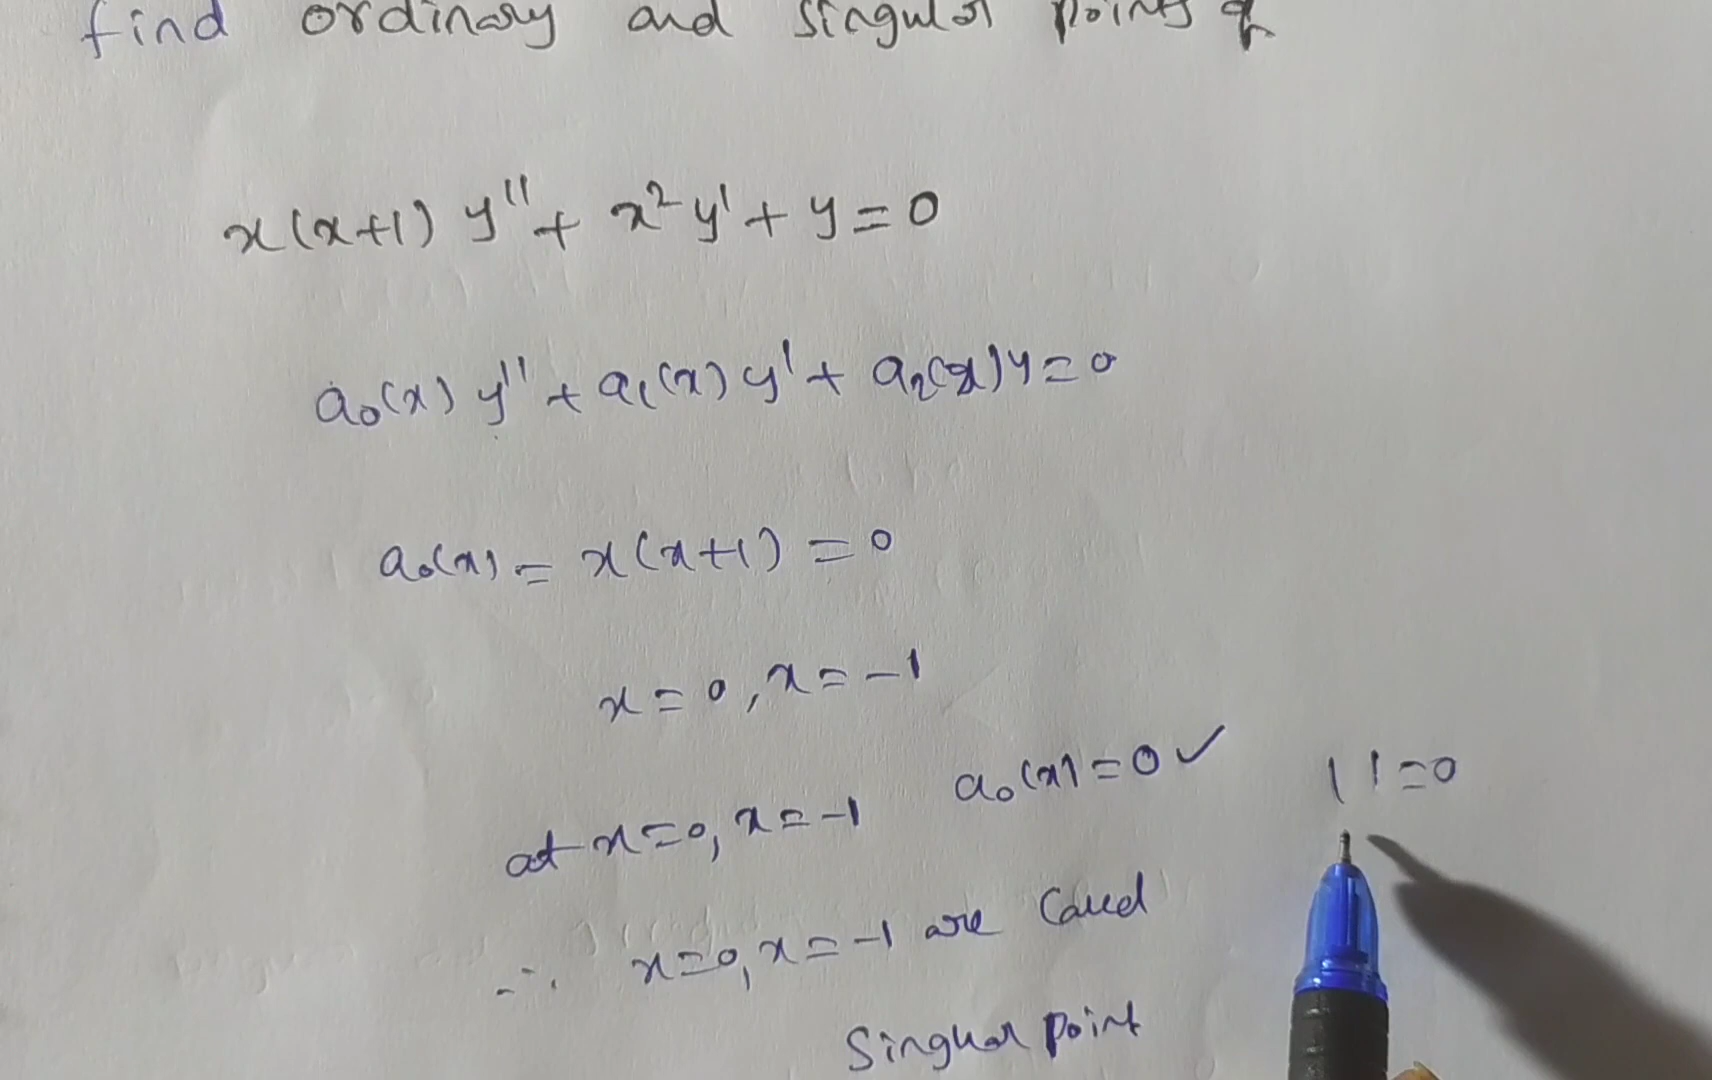 find ordinary and singular points of
x(x+1) y'' + x² y' + y = 0
a₀(x) y'' + a₁(x) y' + a₂(x) y = 0
a₀(x) = x(x+1) = 0
x = 0, x = -1
at x=0, x=-1 a₀(x) = 0 ✓ | | = 0
∴ x=0, x=-1 are Called
Singular Point